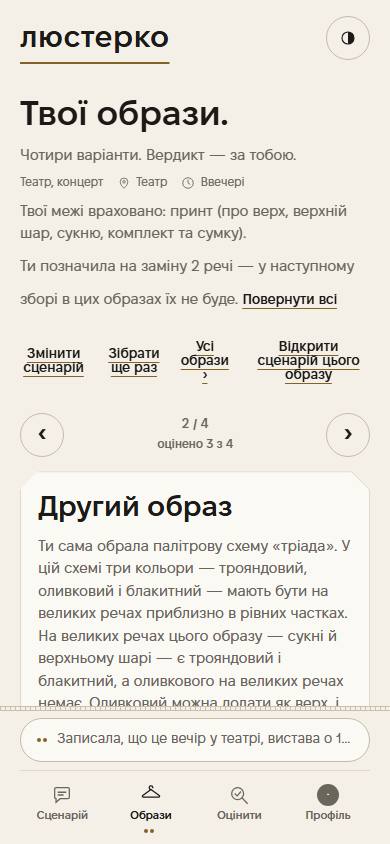 люстерко
Твої образи.
Чотири варіанти. Вердикт — за тобою.
Театр, концерт Театр Ввечері
Твої межі враховано: принт (про верх, верхній
шар, сукню, комплект та сумку).
Ти позначила на заміну 2 речі — у наступному
зборі в цих образах їх не буде. Повернути всі
Змінити
сценарій
Зібрати
ще раз
Усі
образи
›
Відкрити
сценарій цього
образу
‹
2 / 4
оцінено 3 з 4
›
Другий образ
Ти сама обрала палітрову схему «тріада». У
цій схемі три кольори — трояндовий,
оливковий і блакитний — мають бути на
великих речах приблизно в рівних частках.
На великих речах цього образу — сукні й
верхньому шарі — є трояндовий і
блакитний, а оливкового на великих речах
немає. Оливковий можна додати як верх, і
Записала, що це вечір у театрі, вистава о 1...
Сценарій
Образи
Оцінити
Профіль